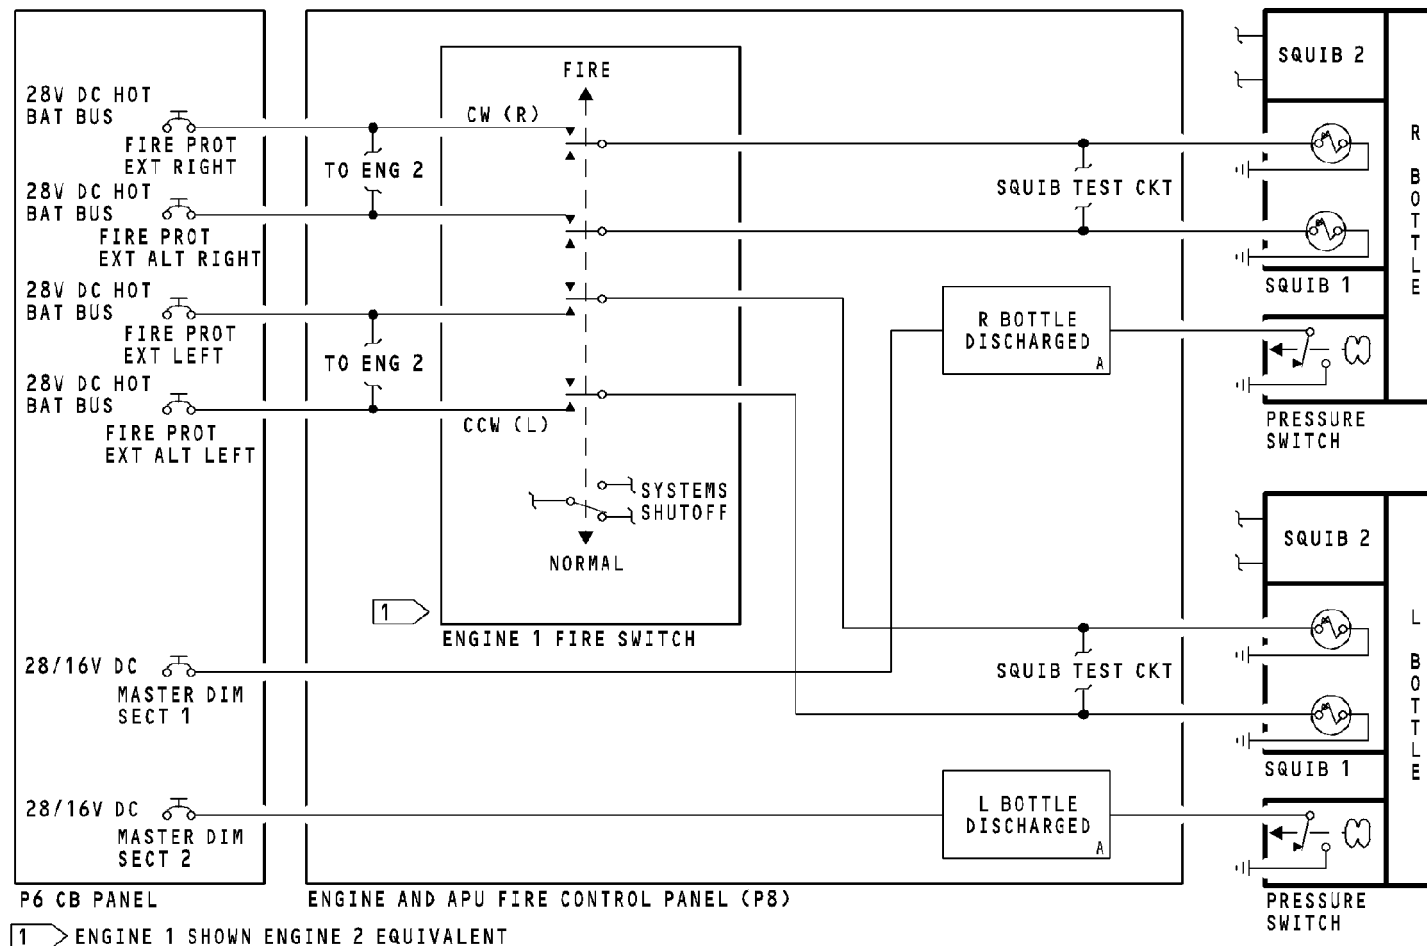 28V DC HOT
BAT BUS
FIRE PROT
EXT RIGHT
28V DC HOT
BAT BUS
FIRE PROT
EXT ALT RIGHT
28V DC HOT
BAT BUS
FIRE PROT
EXT LEFT
28V DC HOT
BAT BUS
FIRE PROT
EXT ALT LEFT
28/16V DC
MASTER DIM
SECT 1
28/16V DC
MASTER DIM
SECT 2
P6 CB PANEL
TO ENG 2
TO ENG 2
FIRE
CW (R)
CCW (L)
SYSTEMS
SHUTOFF
NORMAL
1
ENGINE 1 FIRE SWITCH
SQUIB TEST CKT
R BOTTLE
DISCHARGED
A
SQUIB TEST CKT
L BOTTLE
DISCHARGED
A
ENGINE AND APU FIRE CONTROL PANEL (P8)
SQUIB 2
SQUIB 1
R BOTTLE
PRESSURE
SWITCH
SQUIB 2
SQUIB 1
L BOTTLE
PRESSURE
SWITCH
1 ENGINE 1 SHOWN ENGINE 2 EQUIVALENT